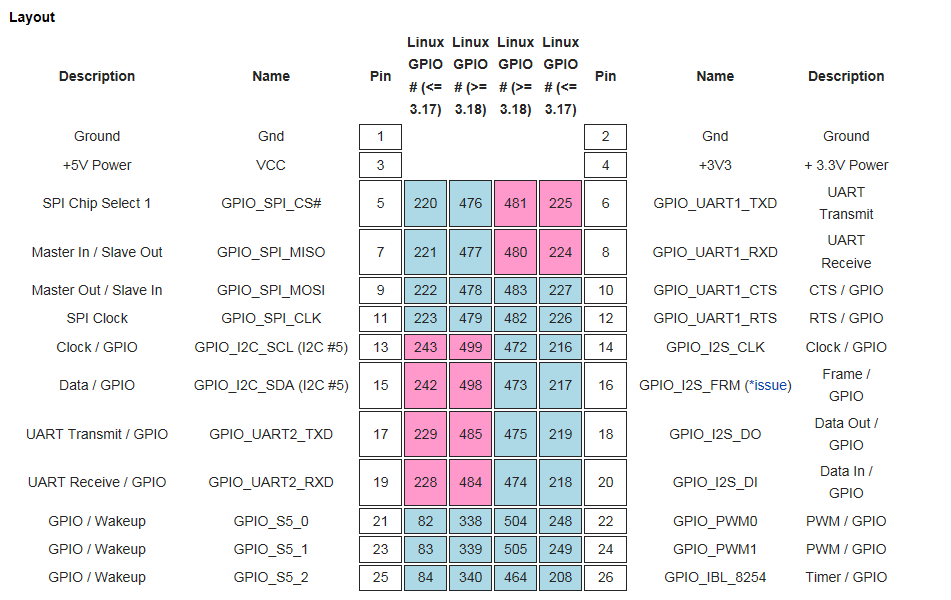 Layout
Description Name Pin Linux GPIO # (<= 3.17) Linux GPIO # (>= 3.18) Linux GPIO # (>= 3.18) Linux GPIO # (<= 3.17) Pin Name Description
Ground Gnd 1 2 Gnd Ground
+5V Power VCC 3 4 +3V3 + 3.3V Power
SPI Chip Select 1 GPIO_SPI_CS# 5 220 476 481 225 6 GPIO_UART1_TXD UART Transmit
Master In / Slave Out GPIO_SPI_MISO 7 221 477 480 224 8 GPIO_UART1_RXD UART Receive
Master Out / Slave In GPIO_SPI_MOSI 9 222 478 483 227 10 GPIO_UART1_CTS CTS / GPIO
SPI Clock GPIO_SPI_CLK 11 223 479 482 226 12 GPIO_UART1_RTS RTS / GPIO
Clock / GPIO GPIO_I2C_SCL (I2C #5) 13 243 499 472 216 14 GPIO_I2S_CLK Clock / GPIO
Data / GPIO GPIO_I2C_SDA (I2C #5) 15 242 498 473 217 16 GPIO_I2S_FRM (*issue) Frame / GPIO
UART Transmit / GPIO GPIO_UART2_TXD 17 229 485 475 219 18 GPIO_I2S_DO Data Out / GPIO
UART Receive / GPIO GPIO_UART2_RXD 19 228 484 474 218 20 GPIO_I2S_DI Data In / GPIO
GPIO / Wakeup GPIO_S5_0 21 82 338 504 248 22 GPIO_PWM0 PWM / GPIO
GPIO / Wakeup GPIO_S5_1 23 83 339 505 249 24 GPIO_PWM1 PWM / GPIO
GPIO / Wakeup GPIO_S5_2 25 84 340 464 208 26 GPIO_IBL_8254 Timer / GPIO